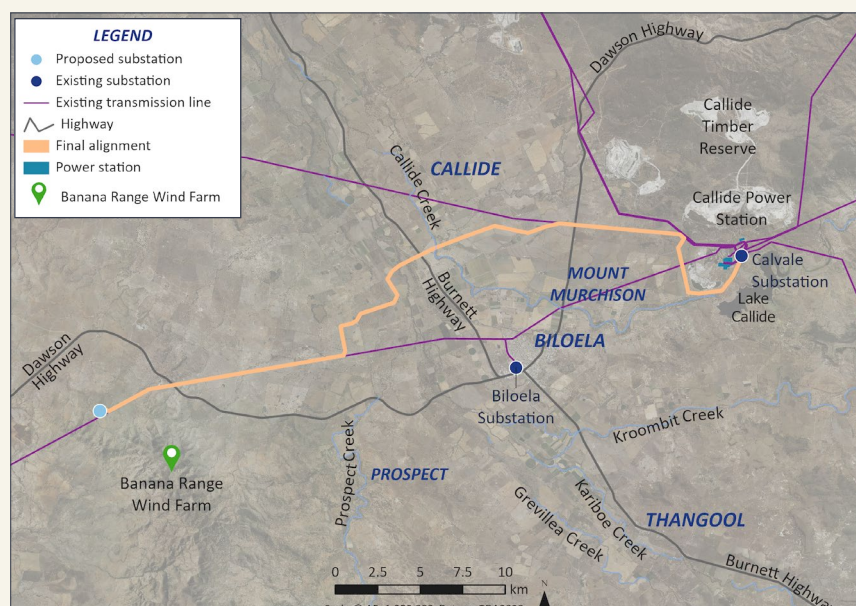 LEGEND
Proposed substation
Existing substation
Existing transmission line
Highway
Final alignment
Power station
Banana Range Wind Farm
Dawson Highway
Callide
Timber
Reserve
CALLIDE
Callide Creek
Callide Power
Station
Calvale
Substation
MOUNT
MURCHISON
Lake
Callide
Burnett
Highway
BILOELA
Dawson
Highway
Biloela
Substation
Kroombit Creek
Banana Range
Wind Farm
Prospect Creek
PROSPECT
Kariboe Creek
Grevillea Creek
THANGOOL
Burnett Highway
0 2.5 5 7.5 10
km
N